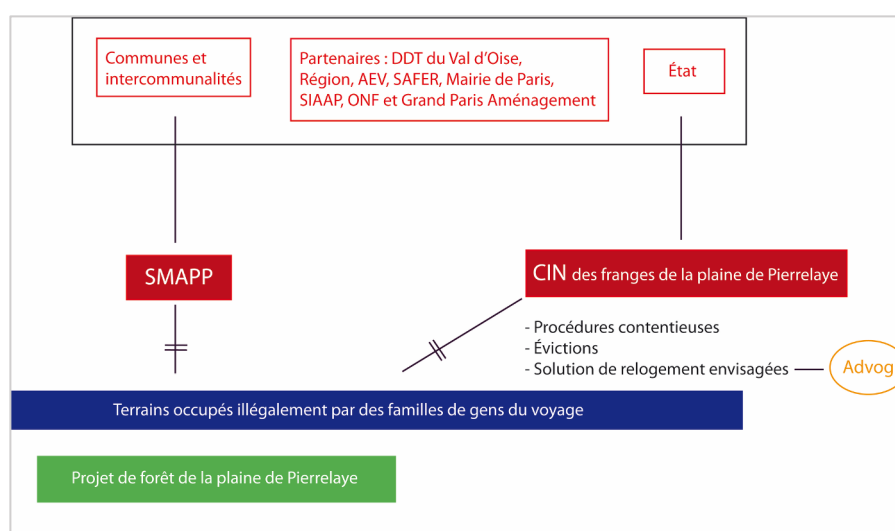 Communes et
intercommunalités
Partenaires : DDT du Val d'Oise,
Région, AEV, SAFER, Mairie de Paris,
SIAAP, ONF et Grand Paris Aménagement
État
SMAPP
CIN des franges de la plaine de Pierrelaye
- Procédures contentieuses
- Évictions
- Solution de relogement envisagées
Advog
Terrains occupés illégalement par des familles de gens du voyage
Projet de forêt de la plaine de Pierrelaye